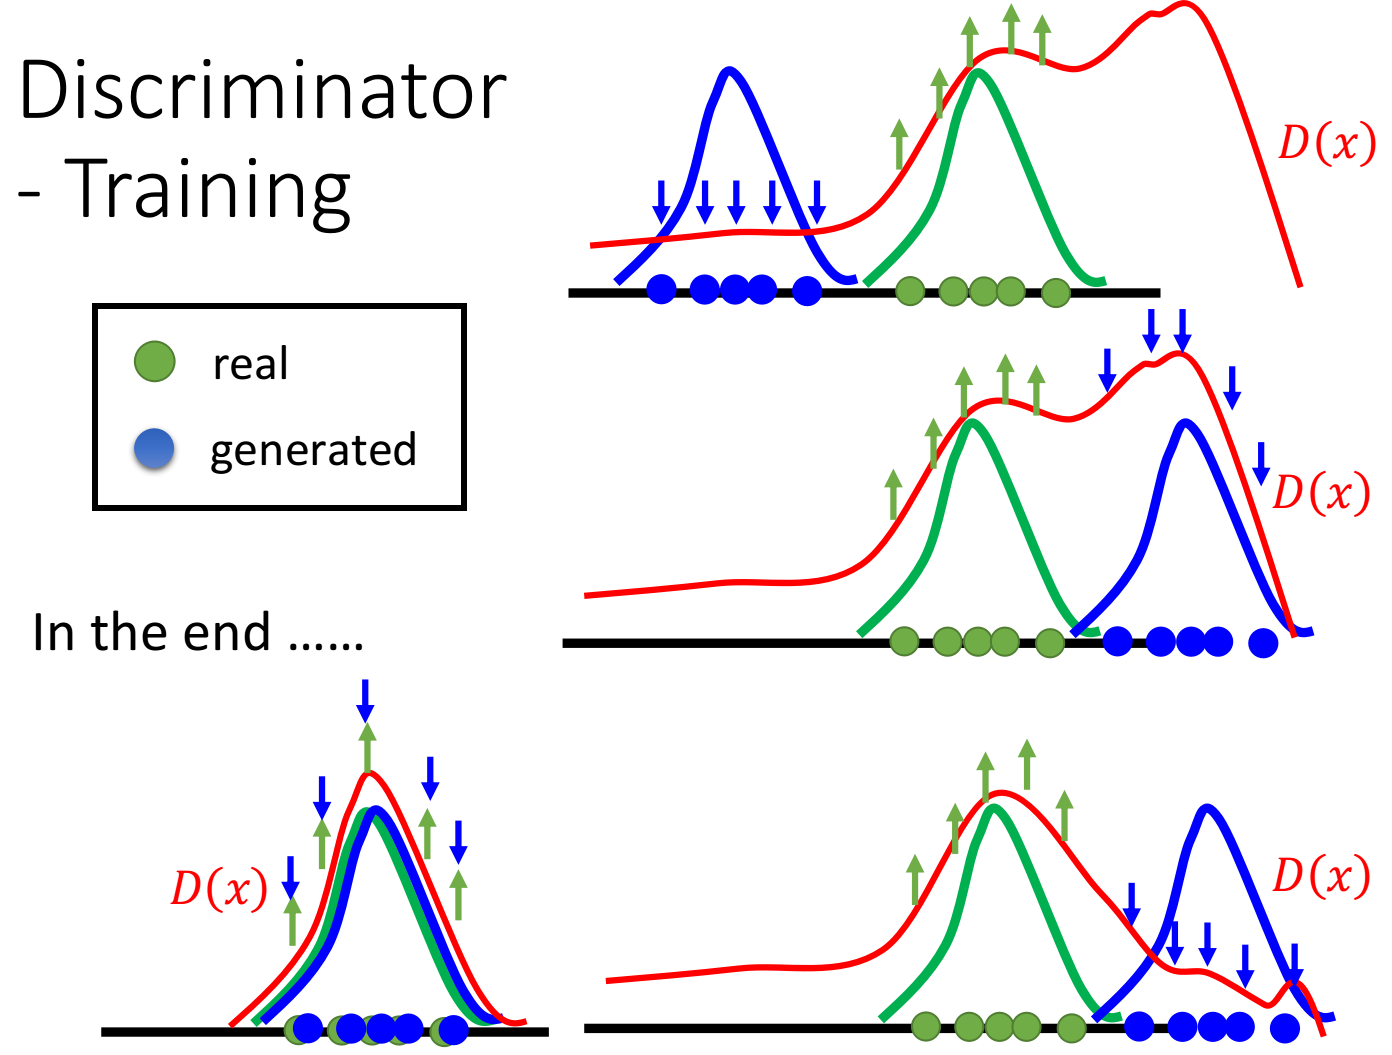 Discriminator
- Training
D(x)
real
generated
D(x)
In the end ……
D(x)
D(x)